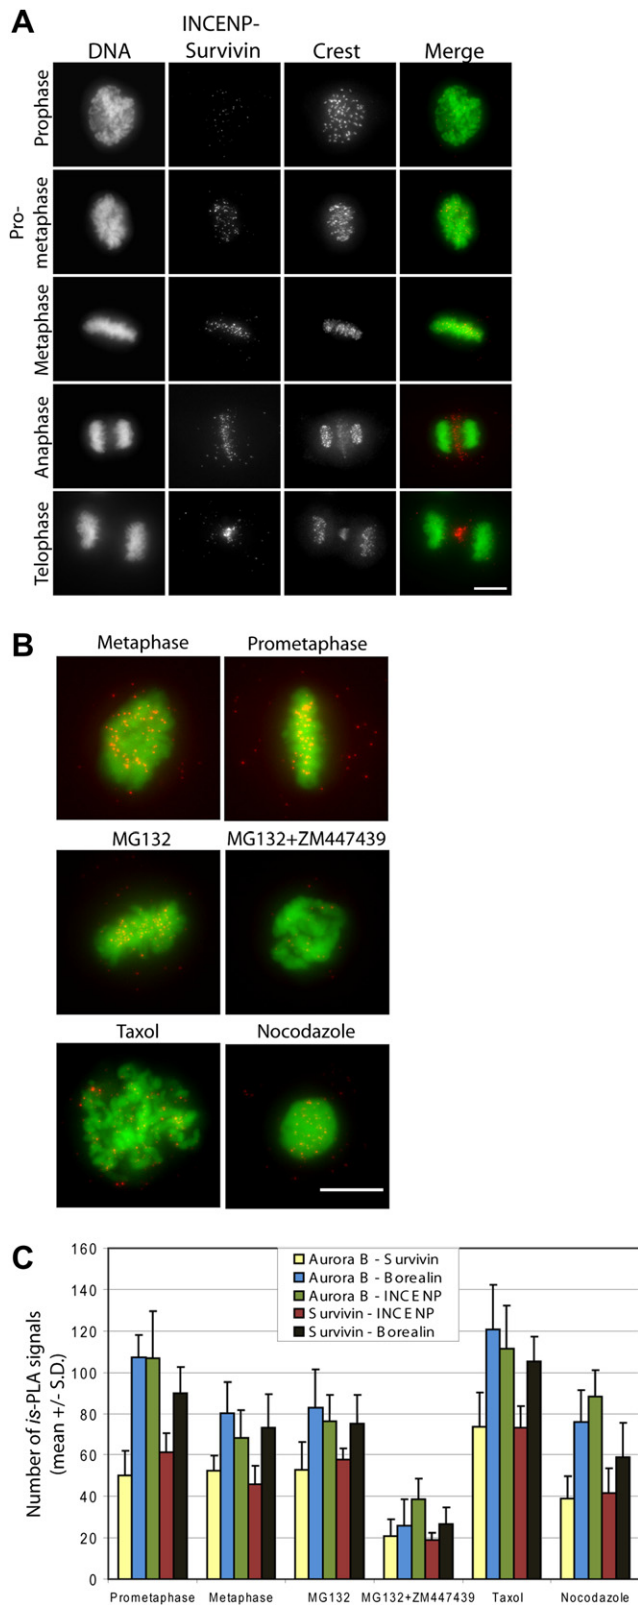 A
DNA
INCENP-
Survivin
Crest
Merge
Prophase
Pro-
metaphase
Metaphase
Anaphase
Telophase
B
Metaphase
Prometaphase
MG132
MG132+ZM447439
Taxol
Nocodazole
C
Number of is-PLA signals
(mean +/- S.D.)
160
140
120
100
80
60
40
20
0
Aurora B - Survivin
Aurora B - Borealin
Aurora B - INCENP
Survivin - INCENP
Survivin - Borealin
Prometaphase
Metaphase
MG132
MG132+ZM447439
Taxol
Nocodazole